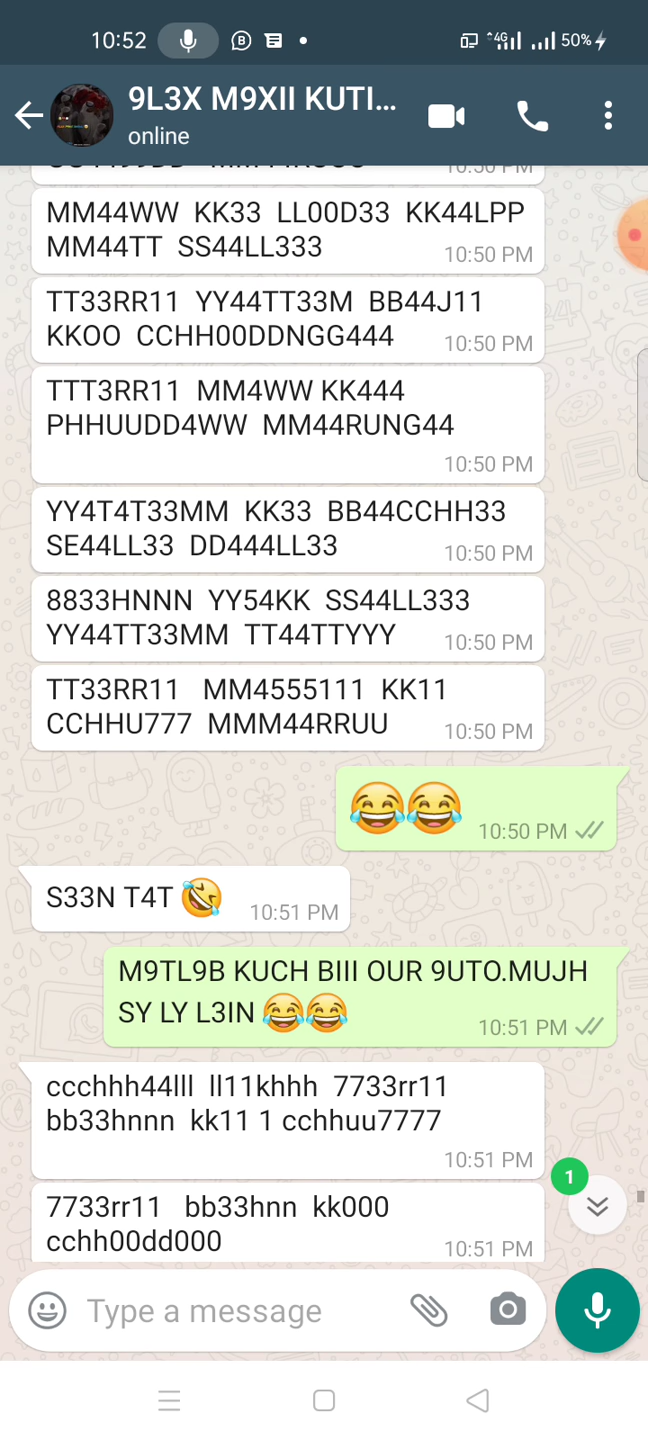 10:52
4G
50%
9L3X M9XII KUTI...
online
10:50 PM
MM44WW KK33 LL00D33 KK44LPP
MM44TT SS44LL333
10:50 PM
TT33RR11 YY44TT33M BB44J11
KKOO CCHH00DDNGG444
10:50 PM
TTT3RR11 MM4WW KK444
PHHUUDD4WW MM44RUNG44
10:50 PM
YY4T4T33MM KK33 BB44CCHH33
SE44LL33 DD444LL33
10:50 PM
8833HNNN YY54KK SS44LL333
YY44TT33MM TT44TTYYY
10:50 PM
TT33RR11 MM4555111 KK11
CCHHU777 MMM44RRUU
10:50 PM
😂😂
10:50 PM
S33N T4T 🤣
10:51 PM
M9TL9B KUCH BIII OUR 9UTO.MUJH
SY LY L3IN 😂😂
10:51 PM
ccchhh44lll ll11khhh 7733rr11
bb33hnnn kk11 1 cchhuu7777
10:51 PM
7733rr11 bb33hnn kk000
cchh00dd000
10:51 PM
1
Type a message